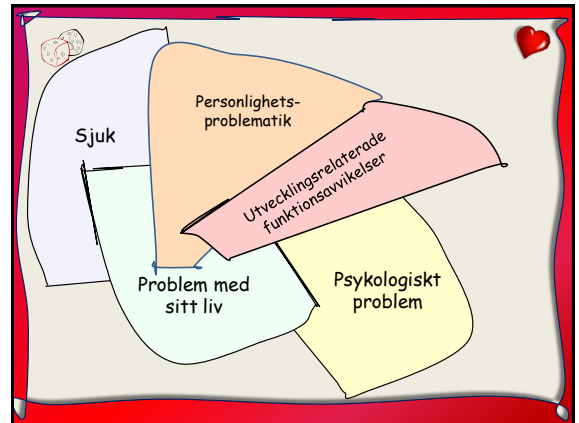 Personlighets-
problematik
Sjuk
Utvecklingsrelaterade
funktionsavvikelser
Problem med
sitt liv
Psykologiskt
problem